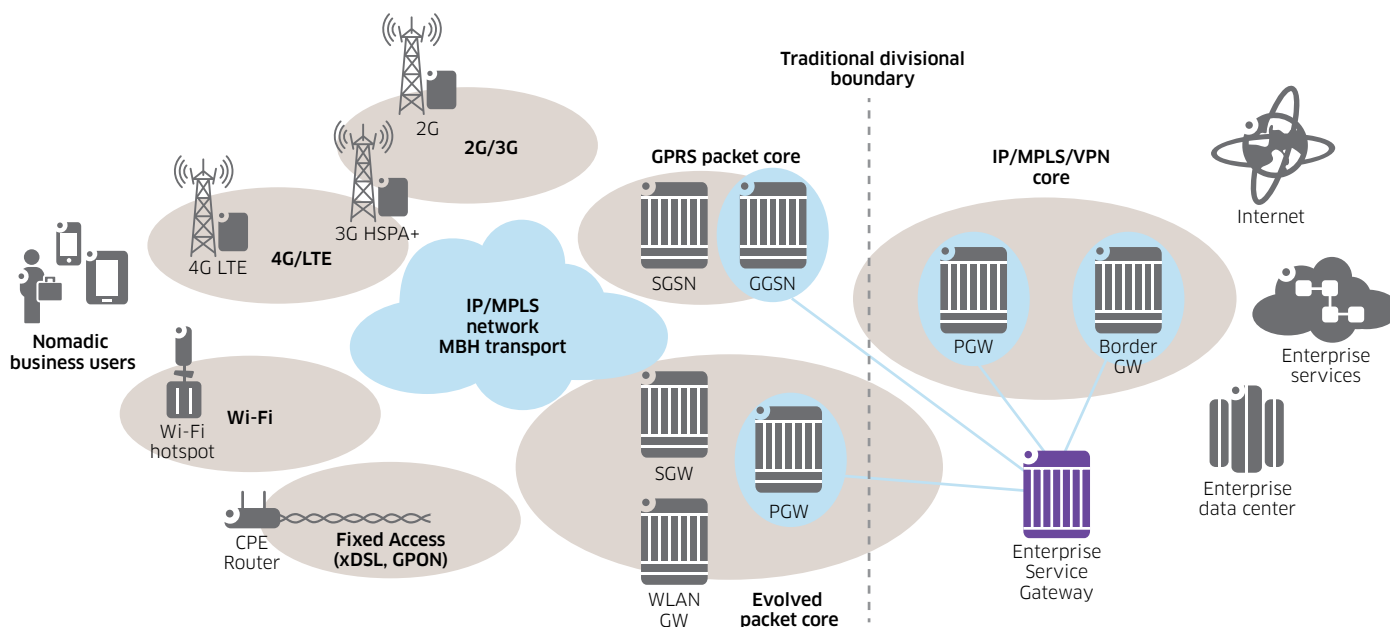 Traditional divisional
boundary
2G
2G/3G
GPRS packet core
IP/MPLS/VPN
core
Internet
3G HSPA+
4G LTE
4G/LTE
SGSN
GGSN
IP/MPLS
network
MBH transport
PGW
Border
GW
Nomadic
business users
Enterprise
services
Wi-Fi
Wi-Fi
hotspot
SGW
PGW
Enterprise
data center
CPE
Router
Fixed Access
(xDSL, GPON)
Enterprise
Service
Gateway
WLAN
GW
Evolved
packet core